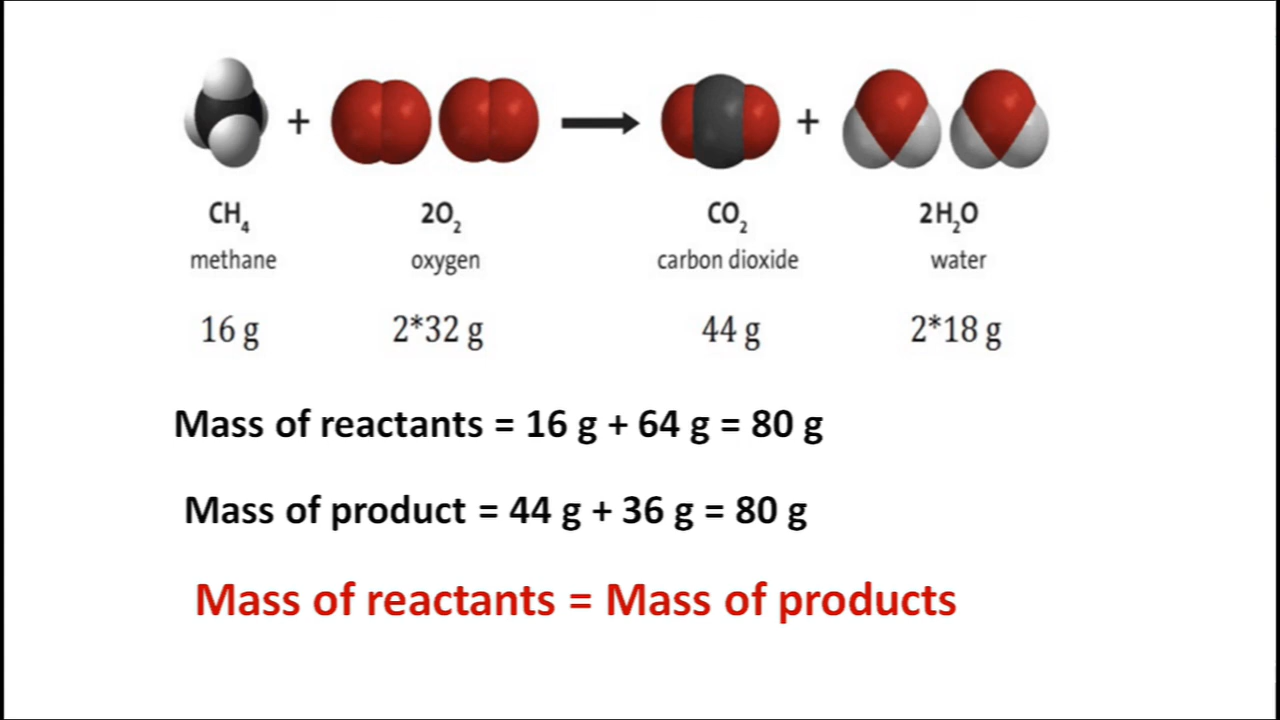 + + 
CH₄ 2O₂ CO₂ 2H₂O
methane oxygen carbon dioxide water
16 g 2*32 g 44 g 2*18 g
Mass of reactants = 16 g + 64 g = 80 g
Mass of product = 44 g + 36 g = 80 g
Mass of reactants = Mass of products